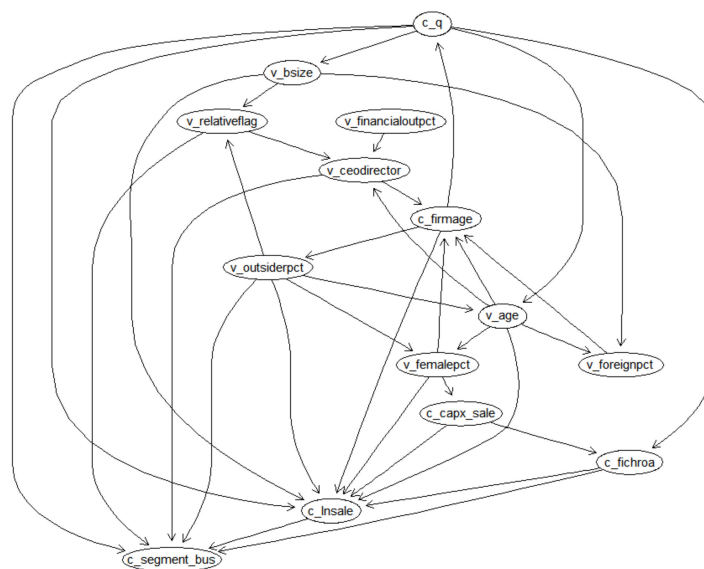 c_q
v_bsize
v_relativeflag
v_financialoutpct
v_ceodirector
c_firmage
v_outsiderpct
v_age
v_femalepct
v_foreignpct
c_capx_sale
c_fichroa
c_lnsale
c_segment_bus